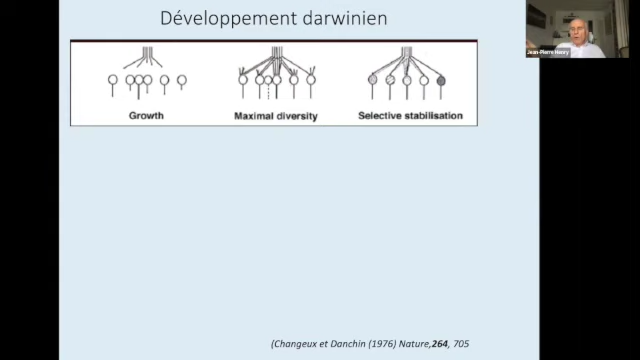 Développement darwinien
Jean-Pierre Henry
Growth
Maximal diversity
Selective stabilisation
(Changeux et Danchin (1976) Nature,264, 705